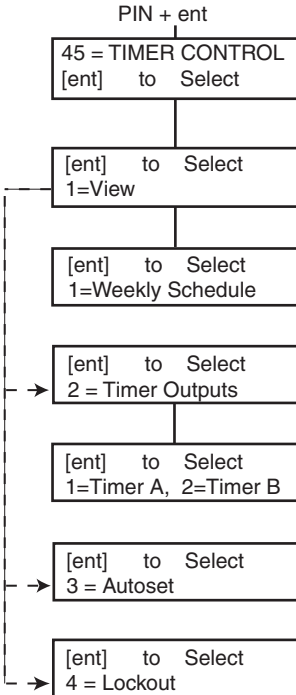 PIN + ent
45 = TIMER CONTROL
[ent] to Select
[ent] to Select
1=View
[ent] to Select
1=Weekly Schedule
[ent] to Select
2 = Timer Outputs
[ent] to Select
1=Timer A, 2=Timer B
[ent] to Select
3 = Autoset
[ent] to Select
4 = Lockout